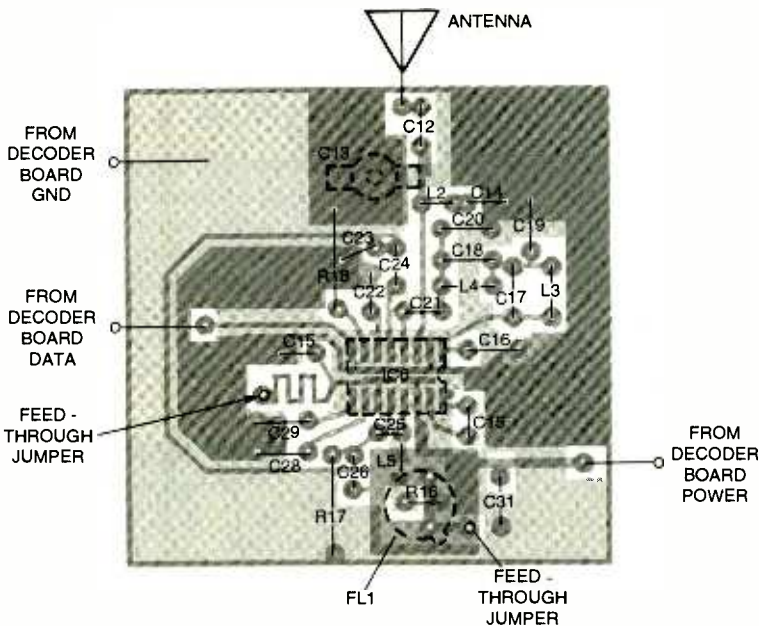 ANTENNA
C12
FROM
DECODER
BOARD
GND
C13
L2
C14
C20
C19
C23
R18
C24
C18
L4
C17
L3
C22
C21
FROM
DECODER
BOARD
DATA
C15
C16
IC6
FEED -
THROUGH
JUMPER
C29
C25
C15
C28
C26
L5
R17
R16
C31
FROM
DECODER
BOARD
POWER
FL1
FEED -
THROUGH
JUMPER